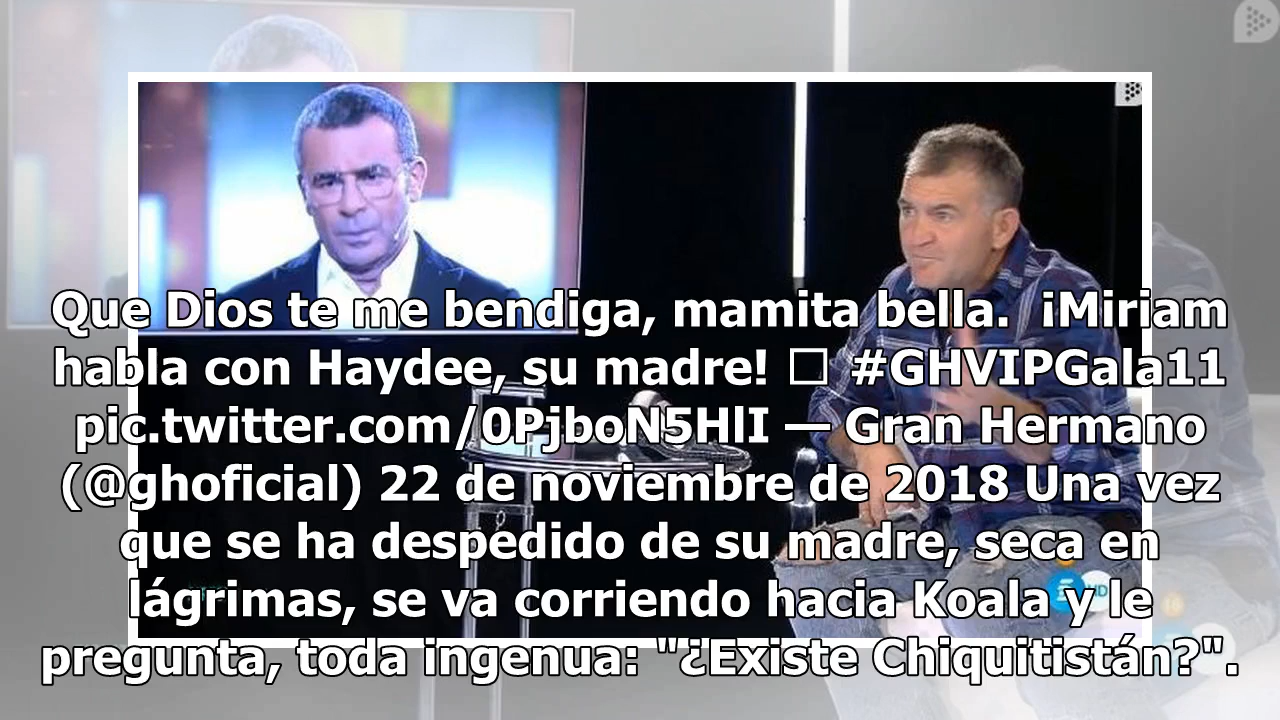 Que Dios te me bendiga, mamita bella.  ¡Miriam
habla con Haydee, su madre! □ #GHVIPGala11
pic.twitter.com/0PjboN5HlI — Gran Hermano
(@ghoficial) 22 de noviembre de 2018 Una vez
que se ha despedido de su madre, seca en
lágrimas, se va corriendo hacia Koala y le
pregunta, toda ingenua: "¿Existe Chiquitistán?".